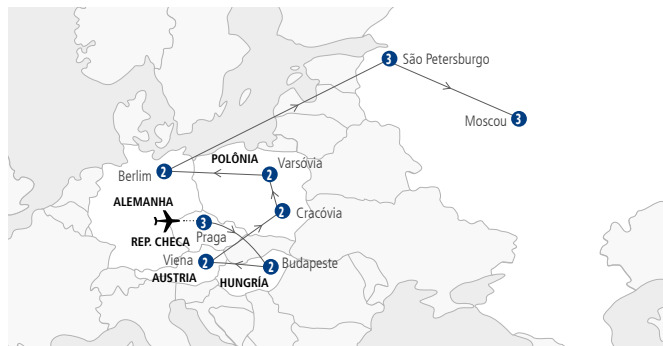 3 São Petersburgo
Moscou 3
POLÔNIA
Varsóvia
2
Berlim 2
ALEMANHA
2 Cracóvia
3
Praga
REP. CHECA
Viena 2
2 Budapeste
AUSTRIA
HUNGRÍA